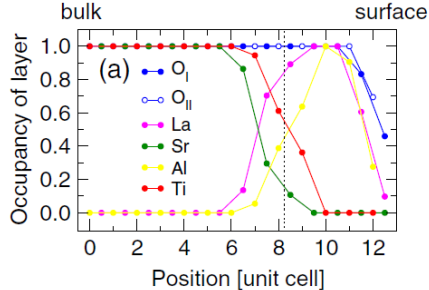 bulk surface
(a)
O_I
O_II
La
Sr
Al
Ti
Occupancy of layer
1.0
0.8
0.6
0.4
0.2
0.0
0 2 4 6 8 10 12
Position [unit cell]